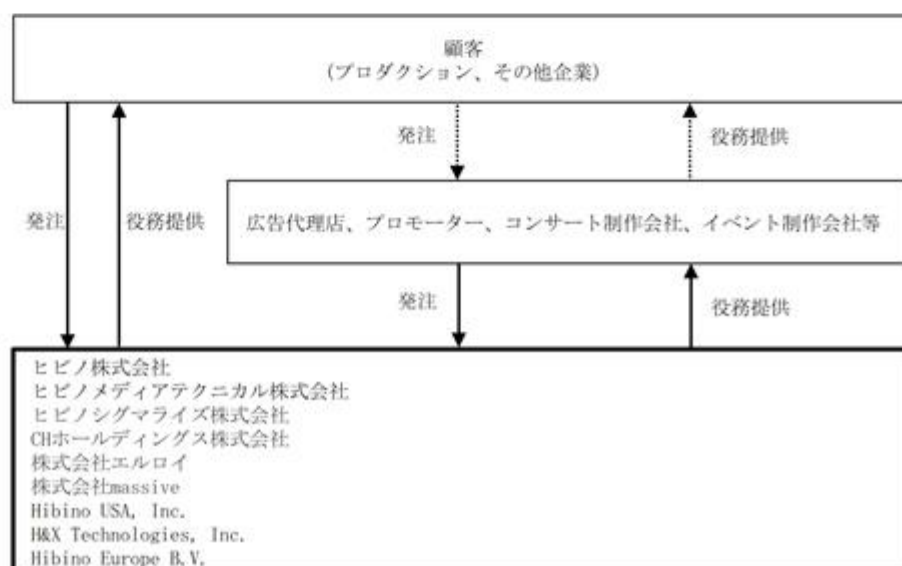 顧客
(プロダクション、その他企業)
発注
役務提供
発注
役務提供
広告代理店、プロモーター、コンサート制作会社、イベント制作会社等
発注
役務提供
ヒビノ株式会社
ヒビノメディアテクニカル株式会社
ヒビノシグマライズ株式会社
CHホールディングス株式会社
株式会社エルロイ
株式会社massive
Hibino USA, Inc.
H&X Technologies, Inc.
Hibino Europe B.V.